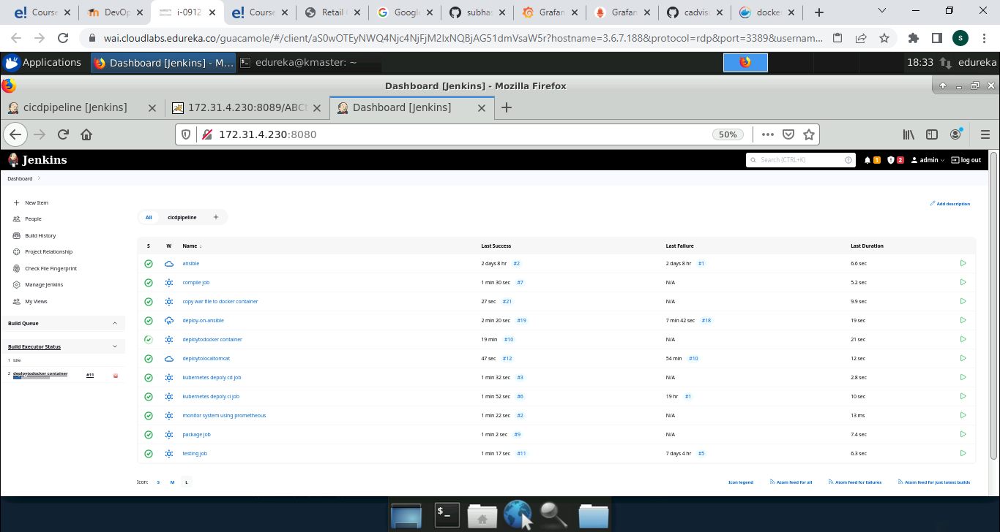 e! Course
DevOp
i-0912
e! Course
Retail
Google
subhas
Grafan
Grafan
cadvis
docke
wai.cloudlabs.edureka.co/guacamole/#/client/aS0wOTEyNWQ4Njc4NjFjM2IxNQBjAG51dmVsaW5r?hostname=3.6.7.188&protocol=rdp&port=3389&usernam...
S
Applications
Dashboard [Jenkins] - M...
edureka@kmaster: ~
18:33
edureka
Dashboard [Jenkins] - Mozilla Firefox
cicdpipeline [Jenkins]
172.31.4.230:8089/ABCt
Dashboard [Jenkins]
172.31.4.230:8080
50%
Jenkins
Search (CTRL+K)
1
2
admin
log out
Dashboard
New Item
People
Build History
Project Relationship
Check File Fingerprint
Manage Jenkins
My Views
Build Queue
Build Executor Status
1 Idle
2 deploytodocker container #11
Add description
All cicdpipeline +
S W Name ↓ Last Success Last Failure Last Duration
ansible 2 days 8 hr #2 2 days 8 hr #1 6.6 sec
compile job 1 min 30 sec #7 N/A 5.2 sec
copy war file to docker container 27 sec #21 N/A 9.9 sec
deploy-on-ansible 2 min 20 sec #19 7 min 42 sec #18 19 sec
deploytodocker container 19 min #10 N/A 21 sec
deploytolocaltomcat 47 sec #12 54 min #10 12 sec
kubernetes depoly cd job 1 min 32 sec #3 N/A 2.8 sec
kubernetes depoly ci job 1 min 52 sec #6 19 hr #1 10 sec
monitor system using prometheous 1 min 22 sec #2 N/A 13 ms
package job 1 min 2 sec #9 N/A 7.4 sec
testing job 1 min 17 sec #11 7 days 4 hr #5 6.3 sec
Icon: S M L
Icon legend
Atom feed for all
Atom feed for failures
Atom feed for just latest builds